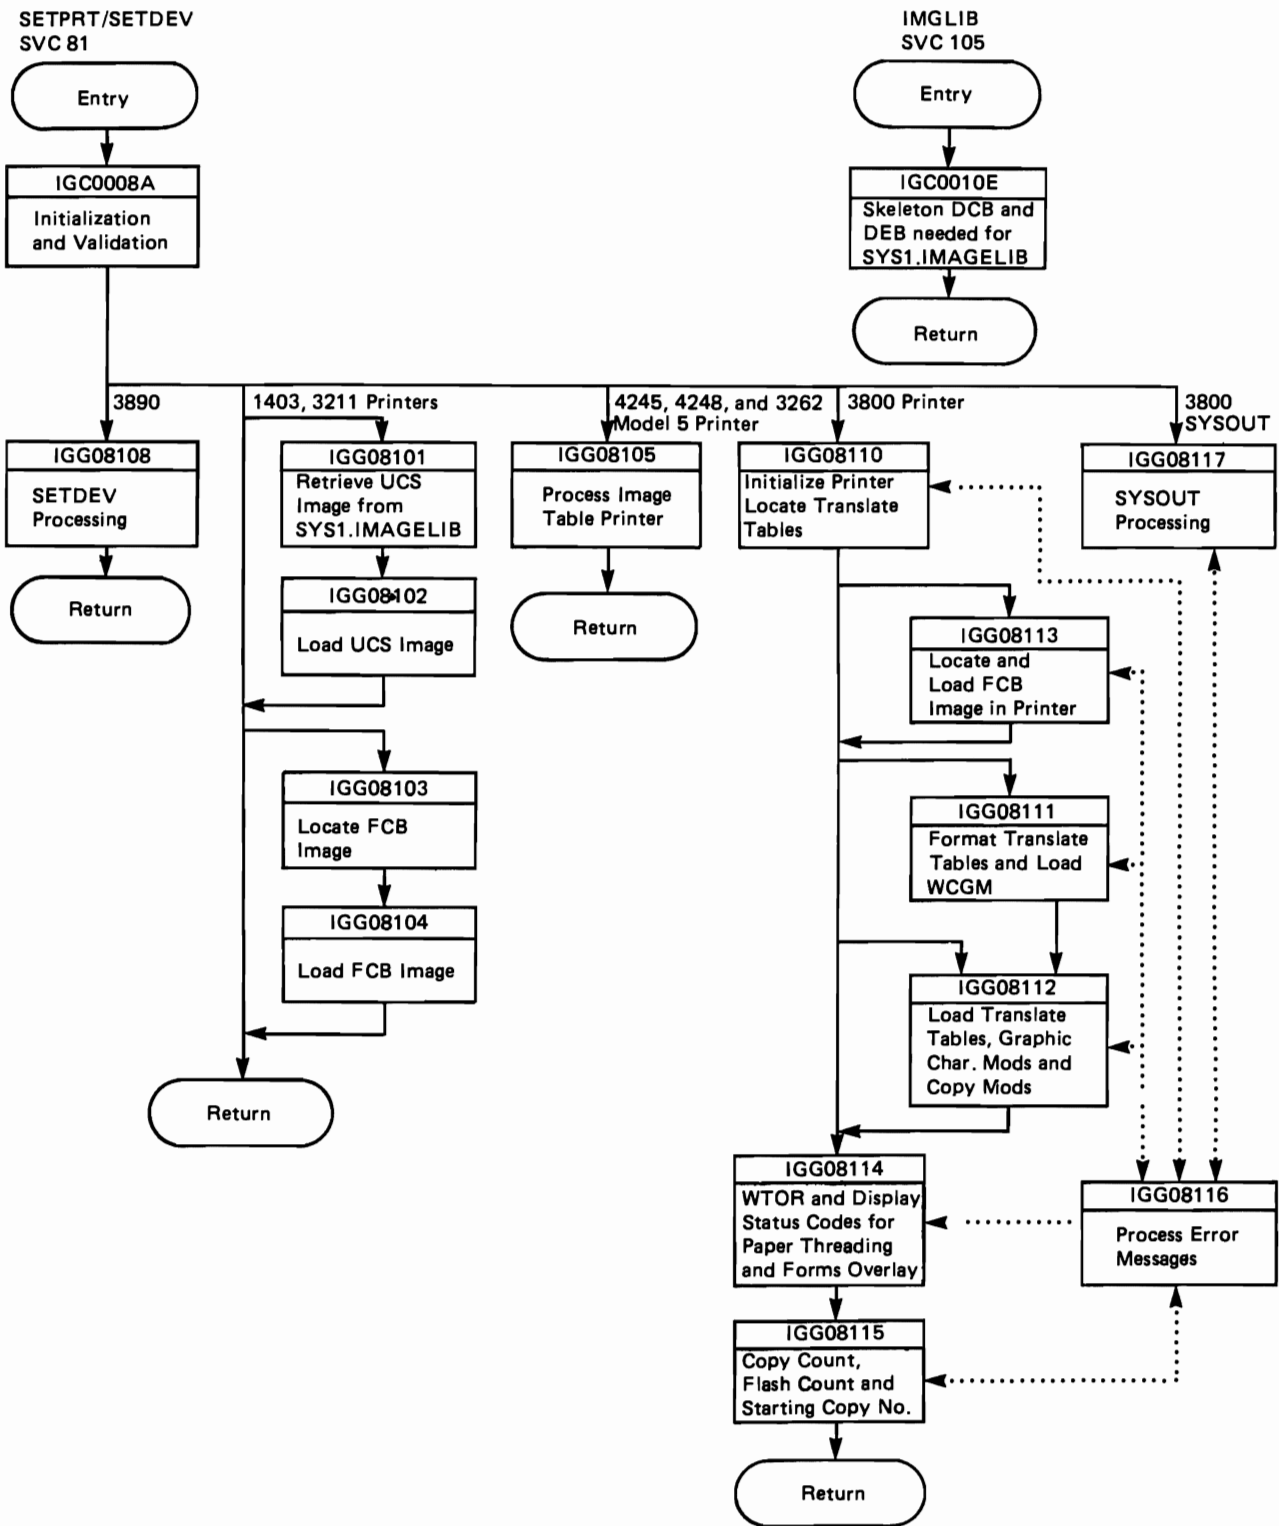 SETPRT/SETDEV
SVC 81
Entry
IGC0008A
Initialization
and Validation
IMGLIB
SVC 105
Entry
IGC0010E
Skeleton DCB and
DEB needed for
SYS1.IMAGELIB
Return
3890
1403, 3211 Printers
4245, 4248, and 3262
Model 5 Printer
3800 Printer
3800
SYSOUT
IGG08108
SETDEV
Processing
Return
IGG08101
Retrieve UCS
Image from
SYS1.IMAGELIB
IGG08102
Load UCS Image
IGG08103
Locate FCB
Image
IGG08104
Load FCB Image
Return
IGG08105
Process Image
Table Printer
Return
IGG08110
Initialize Printer
Locate Translate
Tables
IGG08117
SYSOUT
Processing
IGG08113
Locate and
Load FCB
Image in Printer
IGG08111
Format Translate
Tables and Load
WCGM
IGG08112
Load Translate
Tables, Graphic
Char. Mods and
Copy Mods
IGG08114
WTOR and Display
Status Codes for
Paper Threading
and Forms Overlay
IGG08116
Process Error
Messages
IGG08115
Copy Count,
Flash Count and
Starting Copy No.
Return